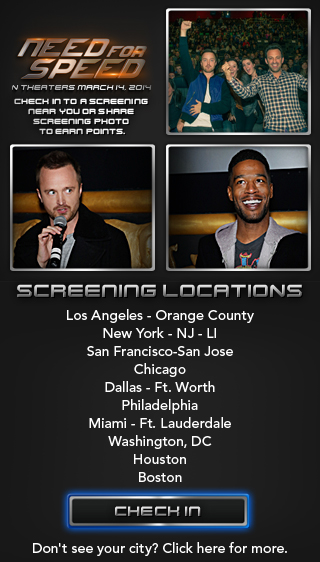 NEED FOR
SPEED
N THEATERS MARCH 14, 2014
CHECK IN TO A SCREENING
NEAR YOU OR SHARE
SCREENING PHOTO
TO EARN POINTS.
SCREENING LOCATIONS
Los Angeles - Orange County
New York - NJ - LI
San Francisco-San Jose
Chicago
Dallas - Ft. Worth
Philadelphia
Miami - Ft. Lauderdale
Washington, DC
Houston
Boston
CHECK IN
Don't see your city? Click here for more.